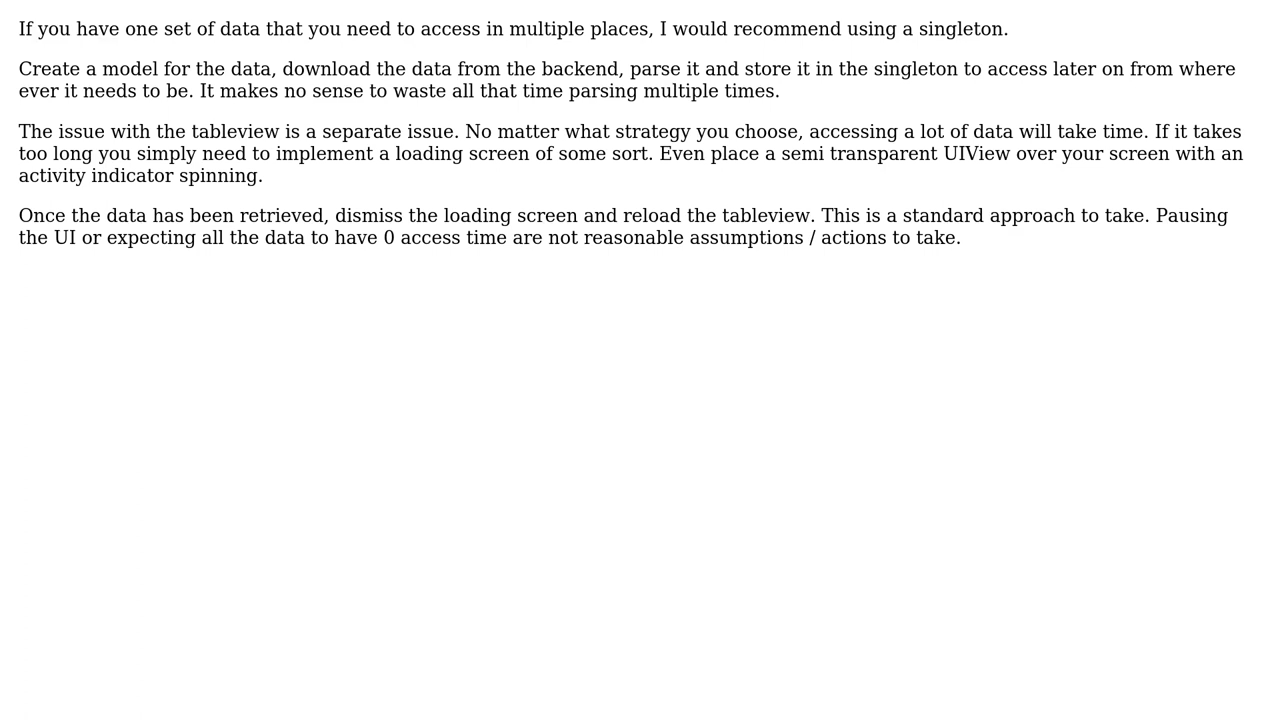 If you have one set of data that you need to access in multiple places, I would recommend using a singleton.
Create a model for the data, download the data from the backend, parse it and store it in the singleton to access later on from where
ever it needs to be. It makes no sense to waste all that time parsing multiple times.
The issue with the tableview is a separate issue. No matter what strategy you choose, accessing a lot of data will take time. If it takes
too long you simply need to implement a loading screen of some sort. Even place a semi transparent UIView over your screen with an
activity indicator spinning.
Once the data has been retrieved, dismiss the loading screen and reload the tableview. This is a standard approach to take. Pausing
the UI or expecting all the data to have 0 access time are not reasonable assumptions / actions to take.